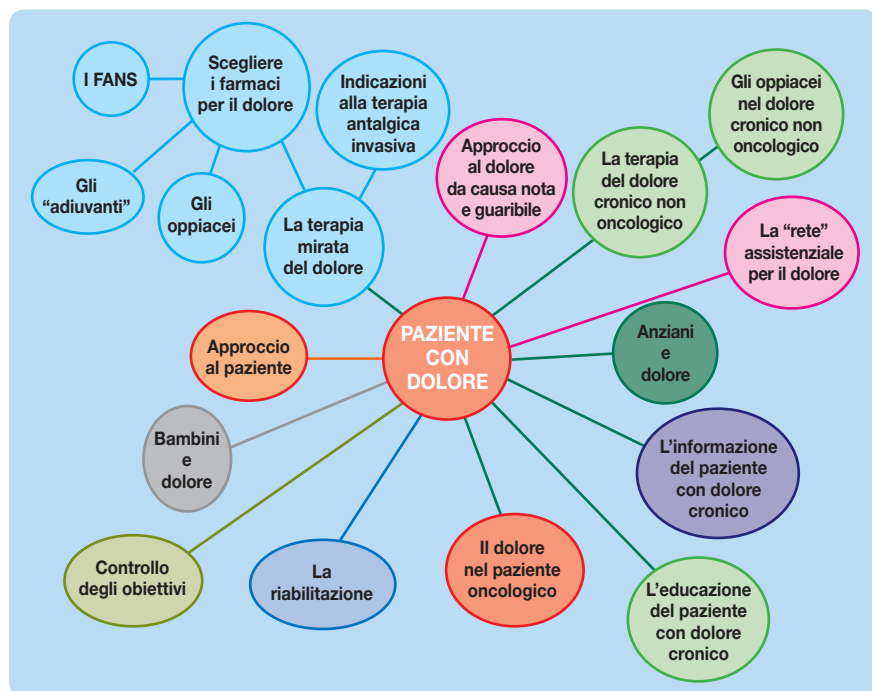 I FANS
Scegliere
i farmaci
per il dolore
Indicazioni
alla terapia
antalgica
invasiva
Approccio
al dolore
da causa nota
e guaribile
La terapia
del dolore
cronico non
oncologico
Gli oppiacei
nel dolore
cronico non
oncologico
Gli
“adiuvanti”
Gli
oppiacei
La terapia
mirata
del dolore
La “rete”
assistenziale
per il dolore
Approccio
al paziente
PAZIENTE
CON
DOLORE
Anziani
e
dolore
Bambini
e
dolore
L’informazione
del paziente
con dolore
cronico
Controllo
degli obiettivi
La
riabilitazione
Il dolore
nel paziente
oncologico
L’educazione
del paziente
con dolore
cronico